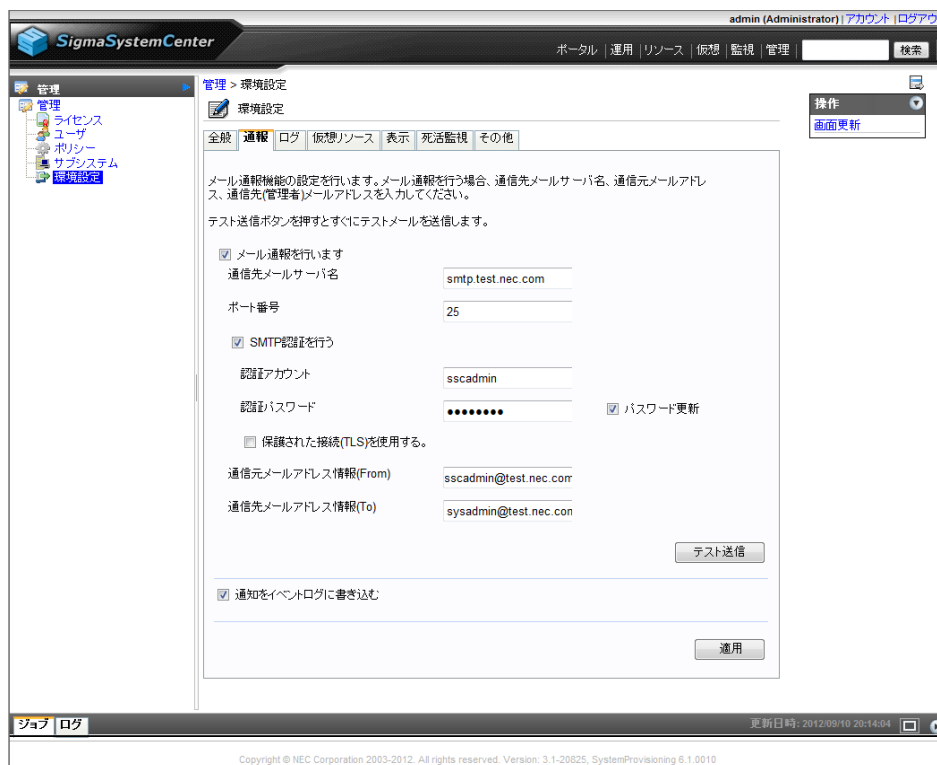 admin (Administrator) | アカウント | ログアウ
SigmaSystemCenter
ポータル | 運用 | リソース | 仮想 | 監視 | 管理 | 検索
管理
管理
ライセンス
ユーザ
ポリシー
サブシステム
環境設定
管理 > 環境設定
環境設定
操作
画面更新
全般 通報 ログ 仮想リソース 表示 死活監視 その他
メール通報機能の設定を行います。メール通報を行う場合、通信先メールサーバ名、通信元メールアドレ
ス、通信先(管理者)メールアドレスを入力してください。
テスト送信ボタンを押すとすぐにテストメールを送信します。
メール通報を行います
通信先メールサーバ名 smtp.test.nec.com
ポート番号 25
SMTP認証を行う
認証アカウント sscadmin
認証パスワード ●●●●●●●● パスワード更新
保護された接続(TLS)を使用する。
通信元メールアドレス情報(From) sscadmin@test.nec.com
通信先メールアドレス情報(To) sysadmin@test.nec.con
テスト送信
通知をイベントログに書き込む
適用
ジョブ ログ
更新日時: 2012/09/10 20:14:04
Copyright © NEC Corporation 2003-2012. All rights reserved. Version: 3.1-20825, SystemProvisioning 6.1.0010